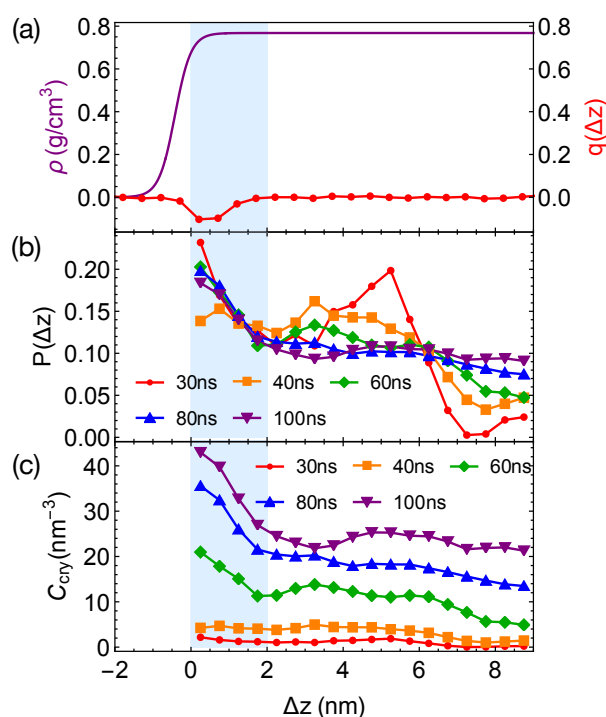 (a)
0.8
0.6
0.4
0.2
0.0
ρ (g/cm³)
0.8
0.6
0.4
0.2
0.0
q(Δz)
(b)
0.20
0.15
0.10
0.05
0.00
P(Δz)
30ns 40ns 60ns
80ns 100ns
(c)
40
30
20
10
0
C_cry(nm⁻³)
30ns 40ns 60ns
80ns 100ns
−2 0 2 4 6 8
Δz (nm)